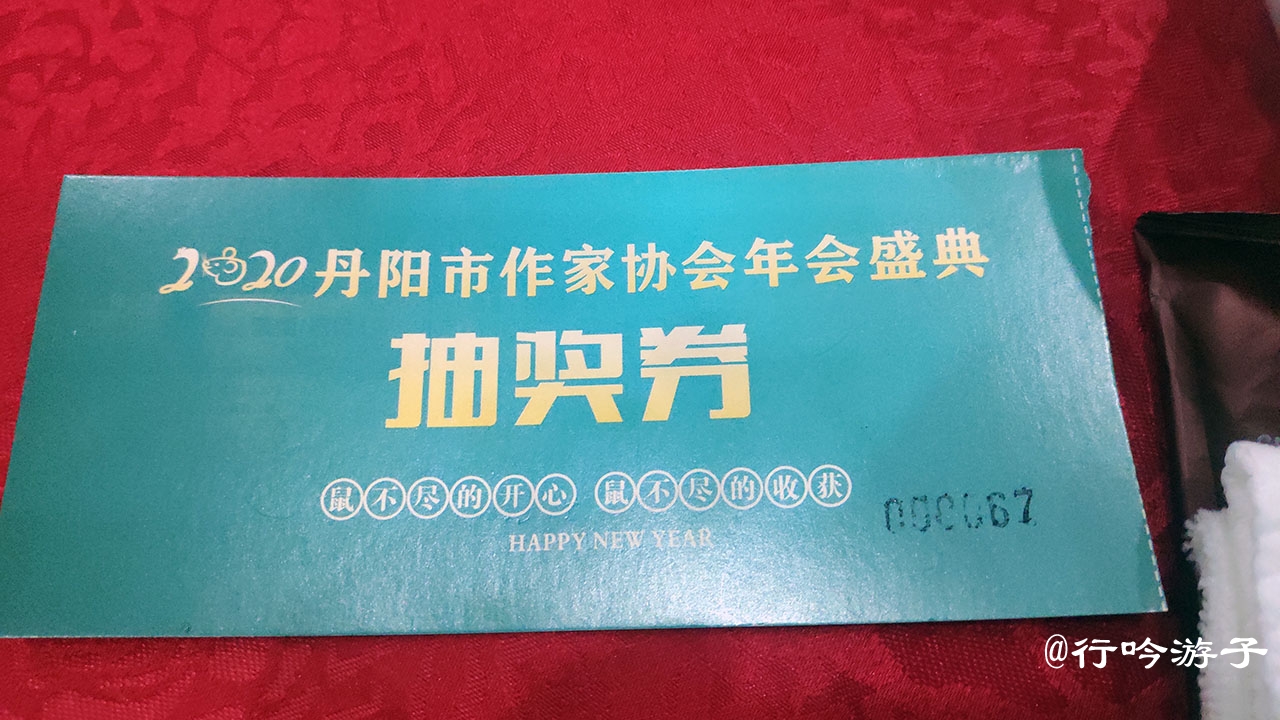 2020丹阳市作家协会年会盛典
抽奖券
鼠不尽的开心 鼠不尽的收获
000067
HAPPY NEW YEAR
@行吟游子